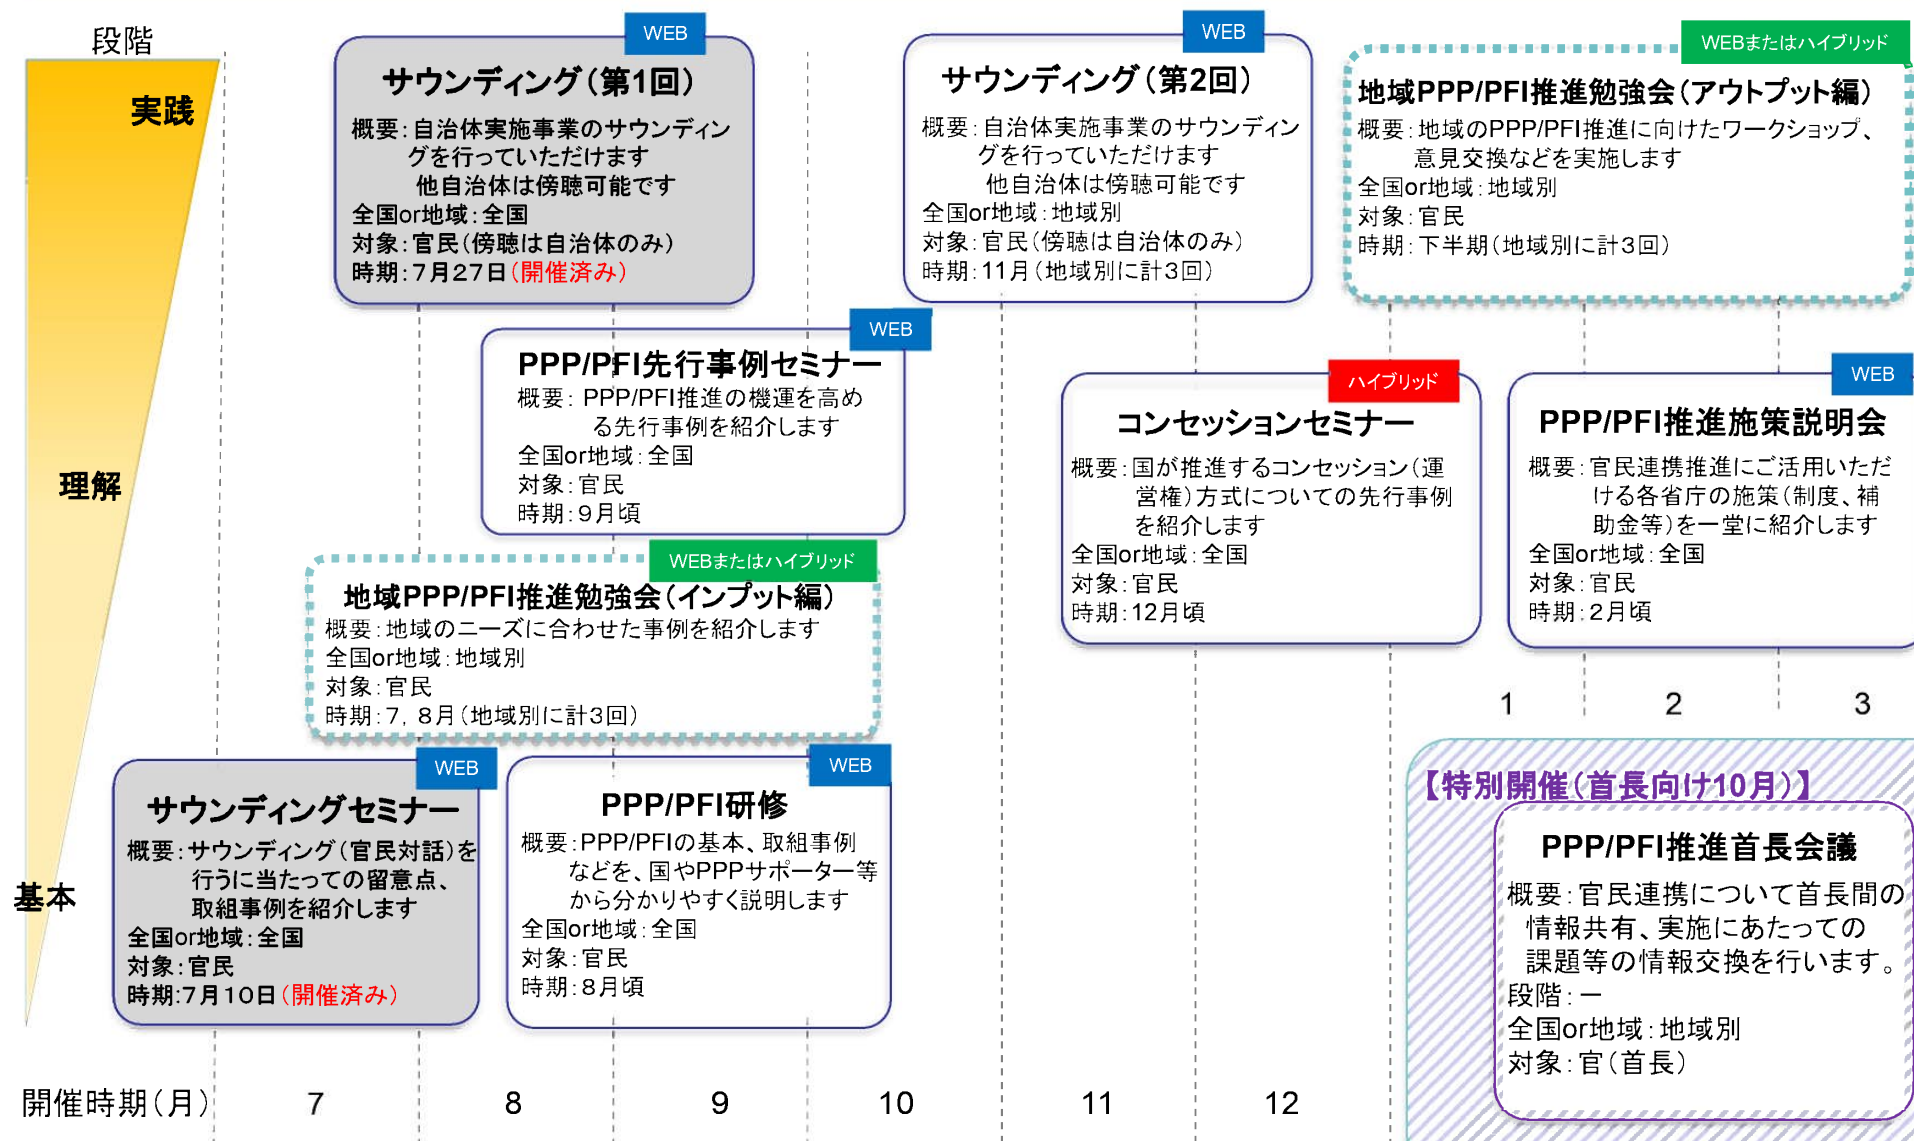 段階
実践
理解
基本
WEB
サウンディング(第1回)
概要:自治体実施事業のサウンディン
グを行っていただけます
他自治体は傍聴可能です
全国or地域:全国
対象:官民(傍聴は自治体のみ)
時期:7月27日(開催済み)
WEB
サウンディング(第2回)
概要:自治体実施事業のサウンディン
グを行っていただけます
他自治体は傍聴可能です
全国or地域:地域別
対象:官民(傍聴は自治体のみ)
時期:11月(地域別に計3回)
WEBまたはハイブリッド
地域PPP/PFI推進勉強会(アウトプット編)
概要:地域のPPP/PFI推進に向けたワークショップ、
意見交換などを実施します
全国or地域:地域別
対象:官民
時期:下半期(地域別に計3回)
WEB
PPP/PFI先行事例セミナー
概要: PPP/PFI推進の機運を高め
る先行事例を紹介します
全国or地域:全国
対象:官民
時期:9月頃
ハイブリッド
コンセッションセミナー
概要:国が推進するコンセッション(運
営権)方式についての先行事例
を紹介します
全国or地域:全国
対象:官民
時期:12月頃
WEB
PPP/PFI推進施策説明会
概要:官民連携推進にご活用いただ
ける各省庁の施策(制度、補
助金等)を一堂に紹介します
全国or地域:全国
対象:官民
時期:2月頃
WEBまたはハイブリッド
地域PPP/PFI推進勉強会(インプット編)
概要:地域のニーズに合わせた事例を紹介します
全国or地域:地域別
対象:官民
時期:7, 8月(地域別に計3回)
1 2 3
WEB
サウンディングセミナー
概要:サウンディング(官民対話)を
行うに当たっての留意点、
取組事例を紹介します
全国or地域:全国
対象:官民
時期:7月10日(開催済み)
WEB
PPP/PFI研修
概要:PPP/PFIの基本、取組事例
などを、国やPPPサポーター等
から分かりやすく説明します
全国or地域:全国
対象:官民
時期:8月頃
【特別開催(首長向け10月)】
PPP/PFI推進首長会議
概要:官民連携について首長間の
情報共有、実施にあたっての
課題等の情報交換を行います。
段階:ー
全国or地域:地域別
対象:官(首長)
開催時期(月) 7 8 9 10 11 12